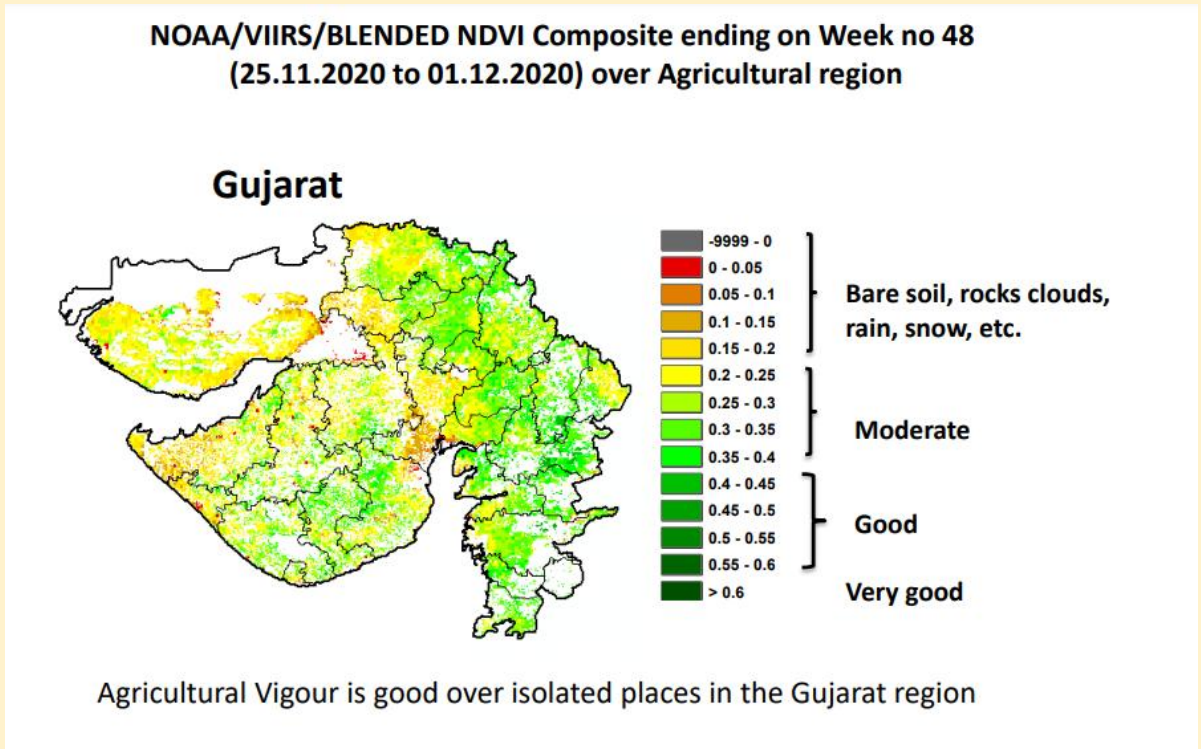 NOAA/VIIRS/BLENDED NDVI Composite ending on Week no 48
(25.11.2020 to 01.12.2020) over Agricultural region
Gujarat
-9999 - 0
0 - 0.05
0.05 - 0.1
0.1 - 0.15
0.15 - 0.2
0.2 - 0.25
0.25 - 0.3
0.3 - 0.35
0.35 - 0.4
0.4 - 0.45
0.45 - 0.5
0.5 - 0.55
0.55 - 0.6
> 0.6
Bare soil, rocks clouds,
rain, snow, etc.
Moderate
Good
Very good
Agricultural Vigour is good over isolated places in the Gujarat region